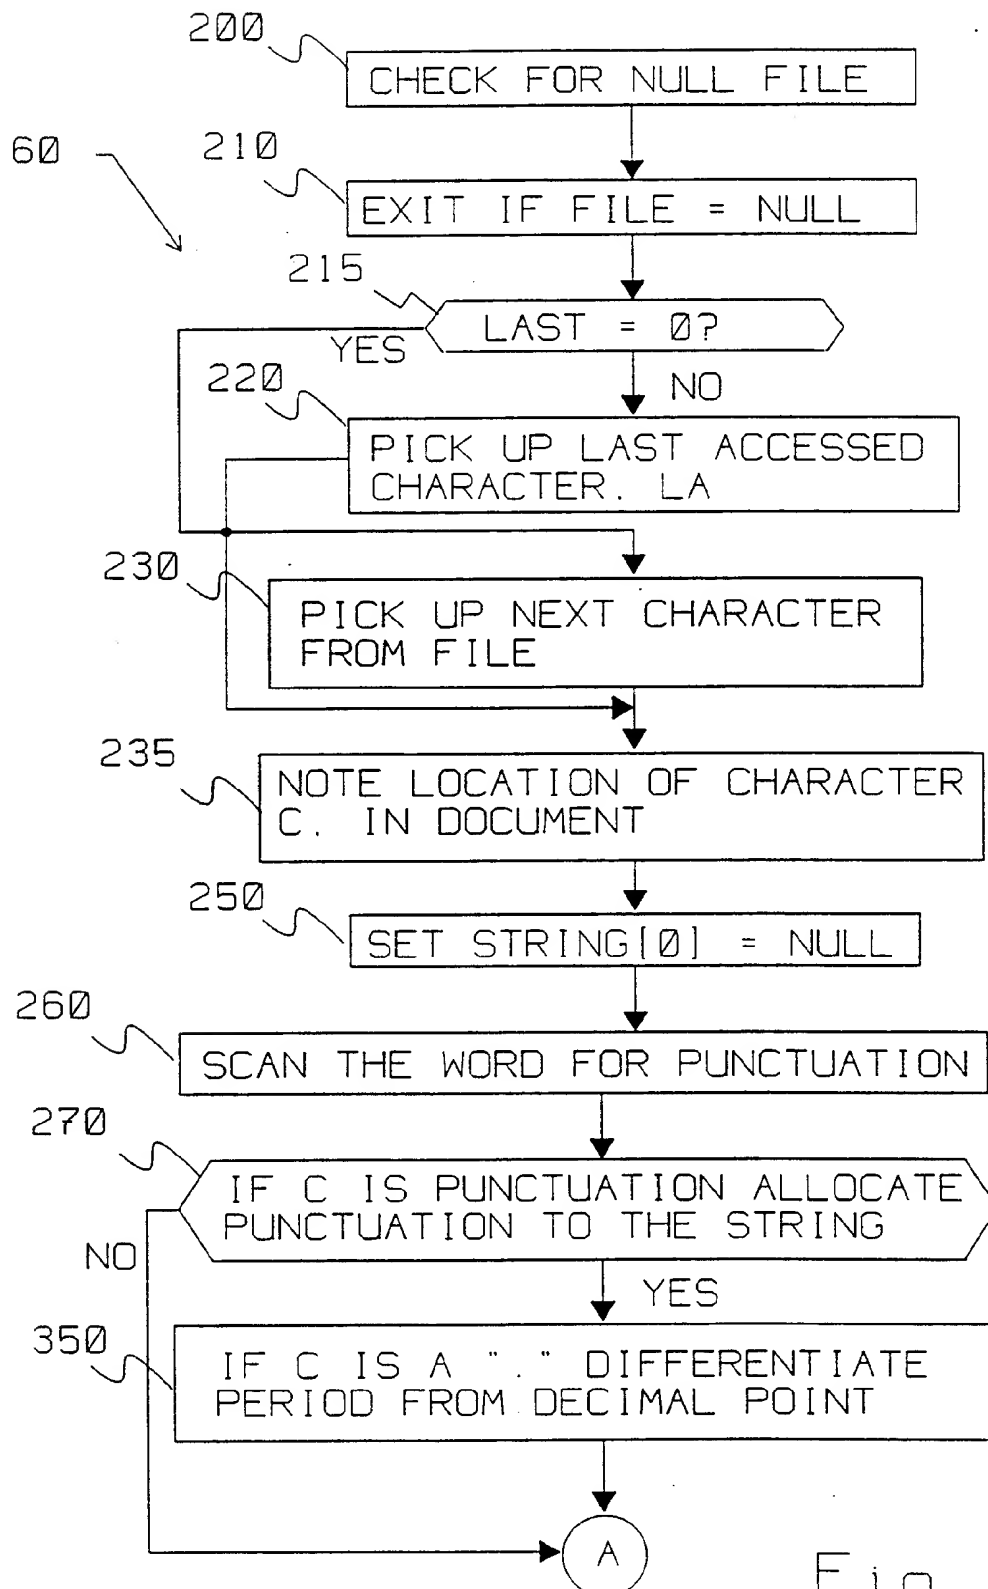 200
CHECK FOR NULL FILE
60
210
EXIT IF FILE = NULL
215
LAST = 0?
YES
NO
220
PICK UP LAST ACCESSED
CHARACTER. LA
230
PICK UP NEXT CHARACTER
FROM FILE
235
NOTE LOCATION OF CHARACTER
C. IN DOCUMENT
250
SET STRING[0] = NULL
260
SCAN THE WORD FOR PUNCTUATION
270
IF C IS PUNCTUATION ALLOCATE
PUNCTUATION TO THE STRING
NO
YES
350
IF C IS A "." DIFFERENTIATE
PERIOD FROM DECIMAL POINT
A
Fig